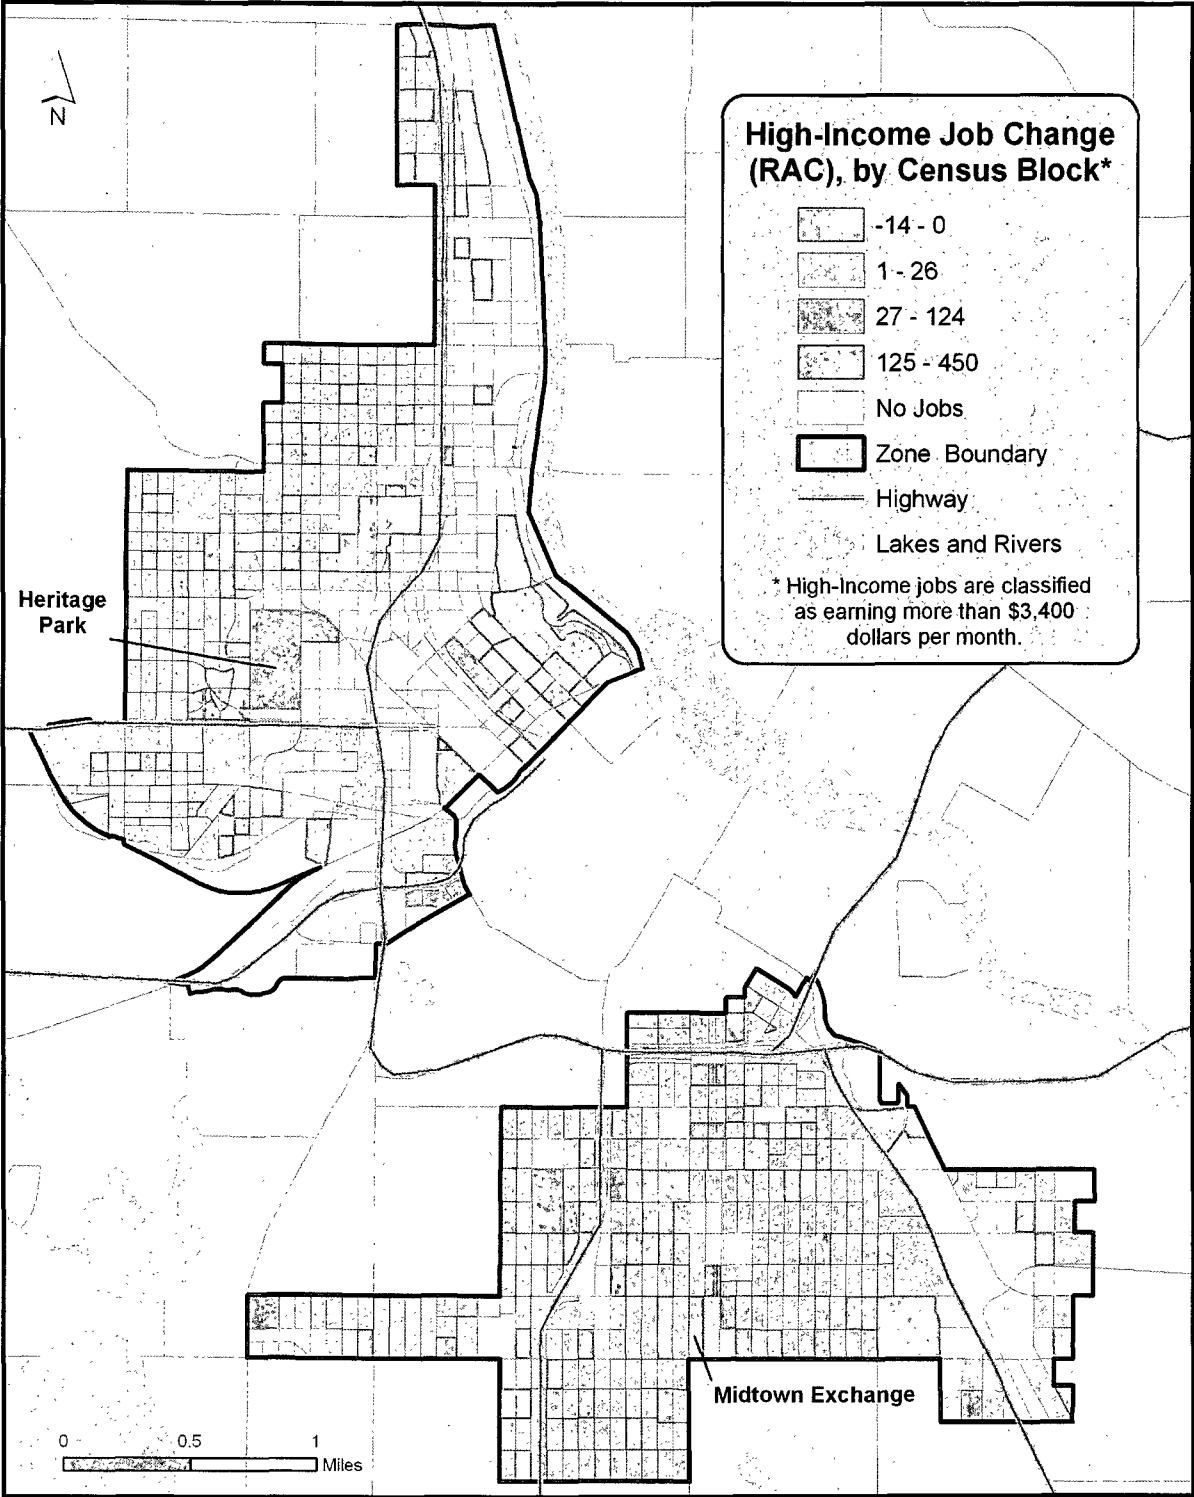 N
High-Income Job Change
(RAC), by Census Block*
-14 - 0
1 - 26
27 - 124
125 - 450
No Jobs
Zone Boundary
Highway
Lakes and Rivers
* High-Income jobs are classified
as earning more than $3,400
dollars per month.
Heritage
Park
Midtown Exchange
0 0.5 1
Miles